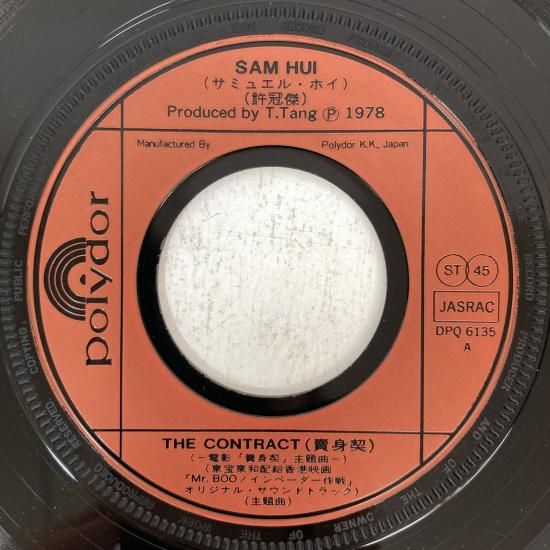 SAM HUI
(サミュエル・ホイ)
(許冠傑)
Produced by T.Tang Ⓟ 1978
Manufactured By
Polydor K.K., Japan
polydor
ST 45
JASRAC
DPQ 6135
A
THE CONTRACT (賣身契)
(－電影「賣身契」主題曲－)
(東宝東和配給香港映画
「Mr. BOO!インベーダー作戦」
オリジナル・サウンドトラック)
(主題曲)